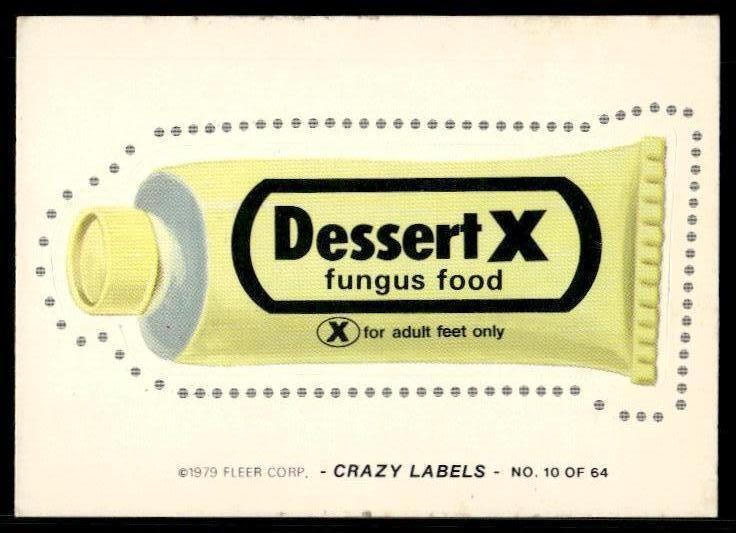 Dessert X
fungus food
X for adult feet only
©1979 FLEER CORP. - CRAZY LABELS - NO. 10 OF 64